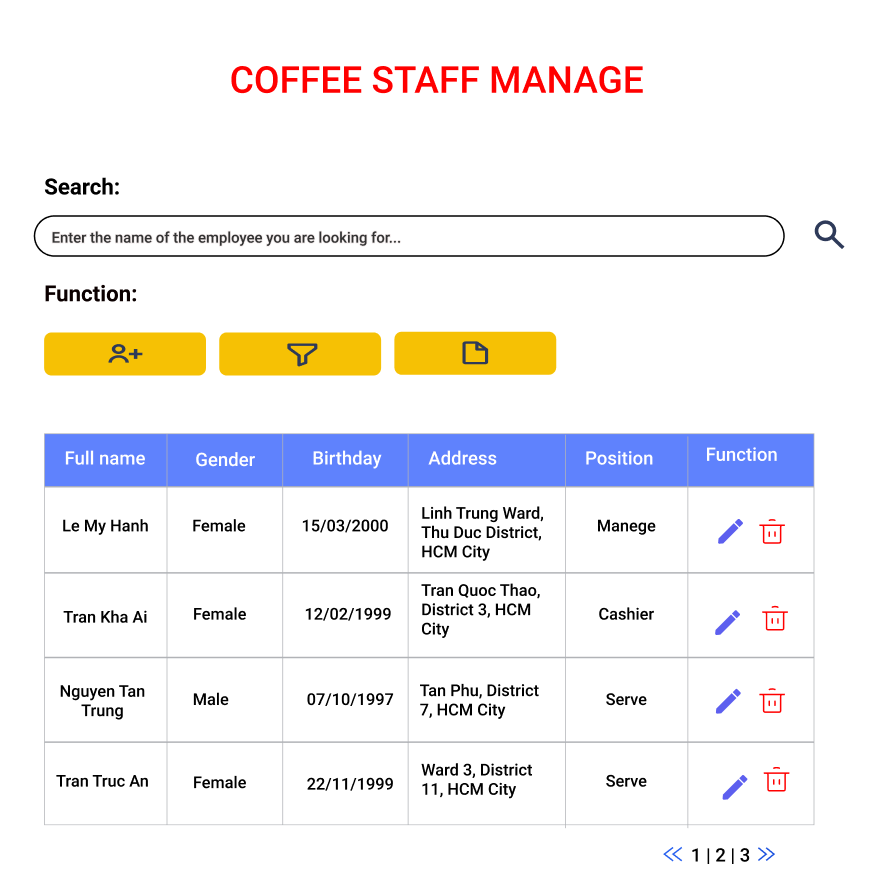 COFFEE STAFF MANAGE
Search:
Enter the name of the employee you are looking for...
Function:
Full name Gender Birthday Address Position Function
Le My Hanh Female 15/03/2000 Linh Trung Ward, Manege
Thu Duc District,
HCM City
Tran Kha Ai Female 12/02/1999 Tran Quoc Thao, Cashier
District 3, HCM
City
Nguyen Tan Male 07/10/1997 Tan Phu, District Serve
Trung 7, HCM City
Tran Truc An Female 22/11/1999 Ward 3, District Serve
11, HCM City
1 | 2 | 3